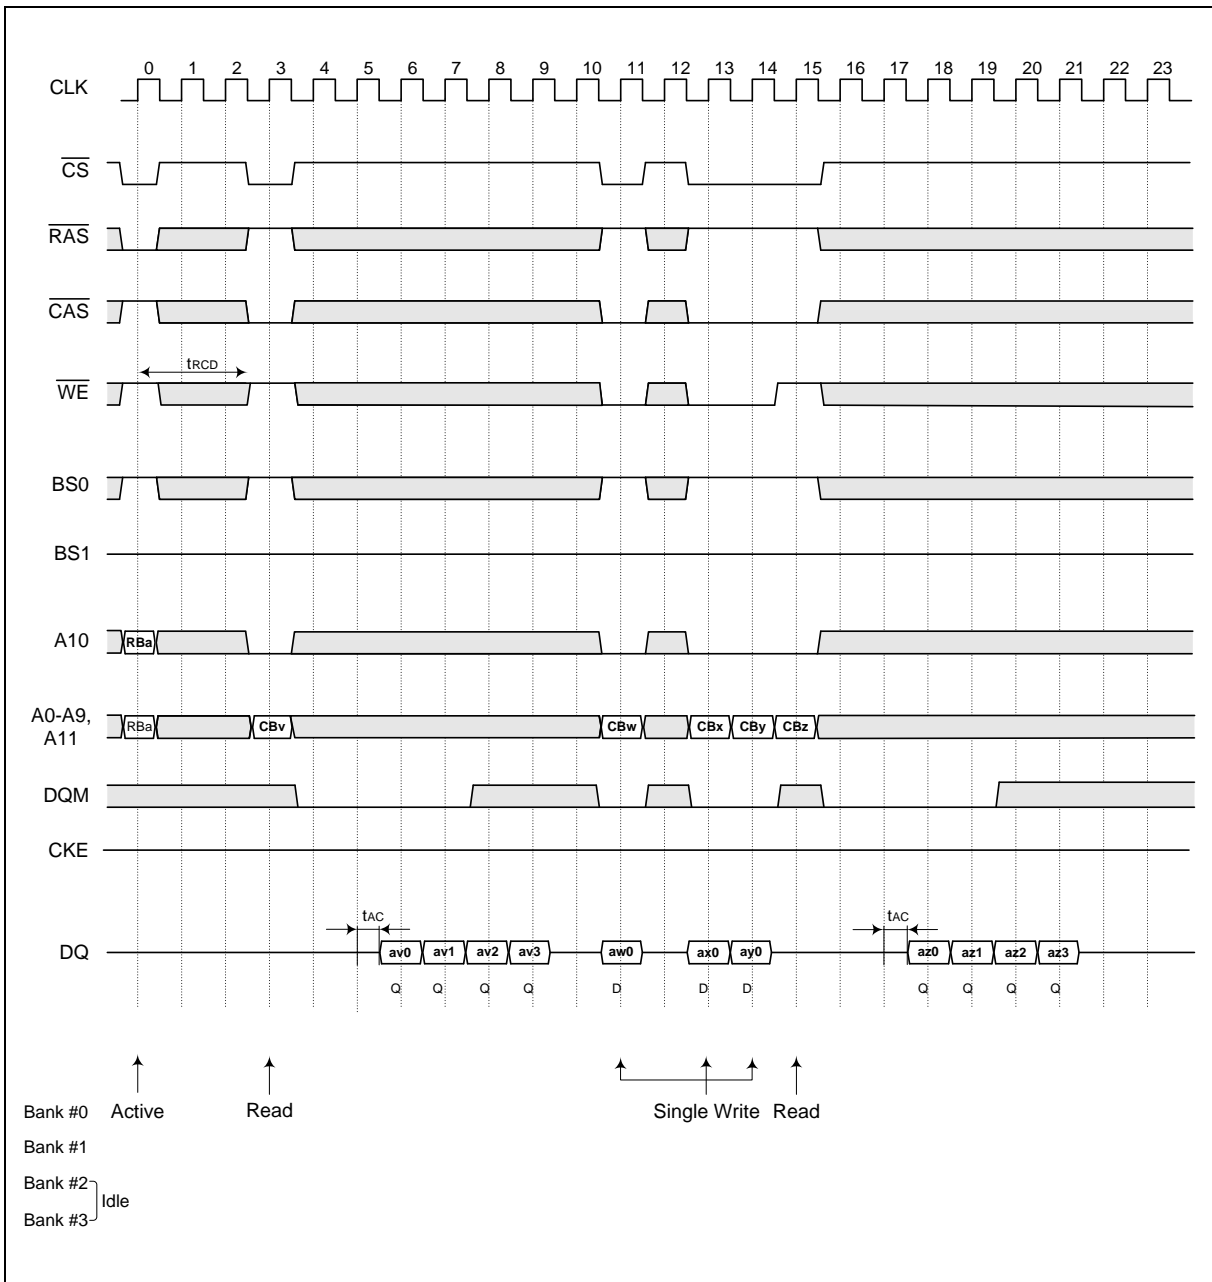 0 1 2 3 4 5 6 7 8 9 10 11 12 13 14 15 16 17 18 19 20 21 22 23
CLK
CS
RAS
CAS
tRCD
WE
BS0
BS1
A10 RBa
A0-A9, A11 RBa CBv CBw CBx CBy CBz
DQM
CKE
tAC tAC
DQ av0 av1 av2 av3 aw0 ax0 ay0 az0 az1 az2 az3
Q Q Q Q D D D Q Q Q Q
Bank #0 Active Read Single Write Read
Bank #1
Bank #2
Idle
Bank #3